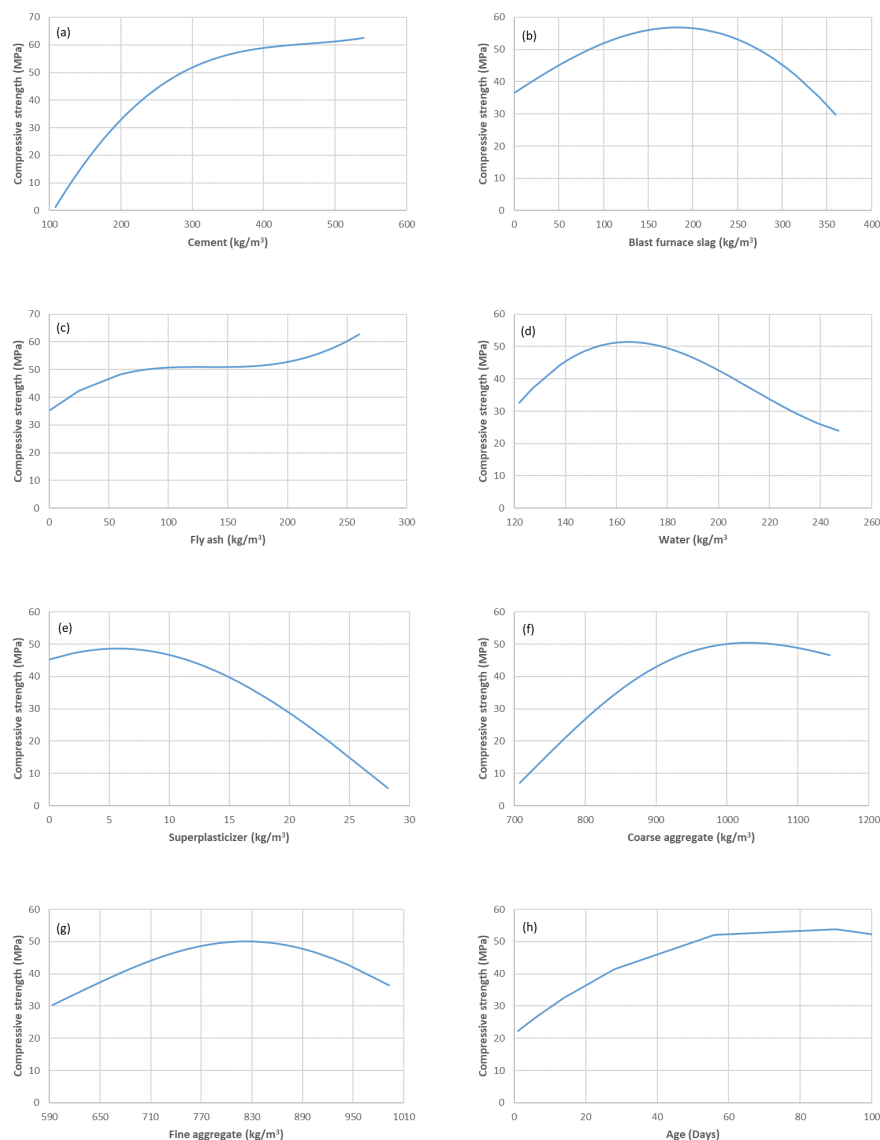 (a)
Compressive strength (MPa)
70
60
50
40
30
20
10
0
100 200 300 400 500 600
Cement (kg/m³)
(b)
Compressive strength (MPa)
60
50
40
30
20
10
0
0 50 100 150 200 250 300 350 400
Blast furnace slag (kg/m³)
(c)
Compressive strength (MPa)
70
60
50
40
30
20
10
0
0 50 100 150 200 250 300
Fly ash (kg/m³)
(d)
Compressive strength (MPa)
60
50
40
30
20
10
0
120 140 160 180 200 220 240 260
Water (kg/m³
(e)
Compressive strength (MPa)
60
50
40
30
20
10
0
0 5 10 15 20 25 30
Superplasticizer (kg/m³)
(f)
Compressive strength (MPa)
60
50
40
30
20
10
0
700 800 900 1000 1100 1200
Coarse aggregate (kg/m³)
(g)
Compressive strength (MPa)
60
50
40
30
20
10
0
590 650 710 770 830 890 950 1010
Fine aggregate (kg/m³)
(h)
Compressive strength (MPa)
60
50
40
30
20
10
0
0 20 40 60 80 100
Age (Days)